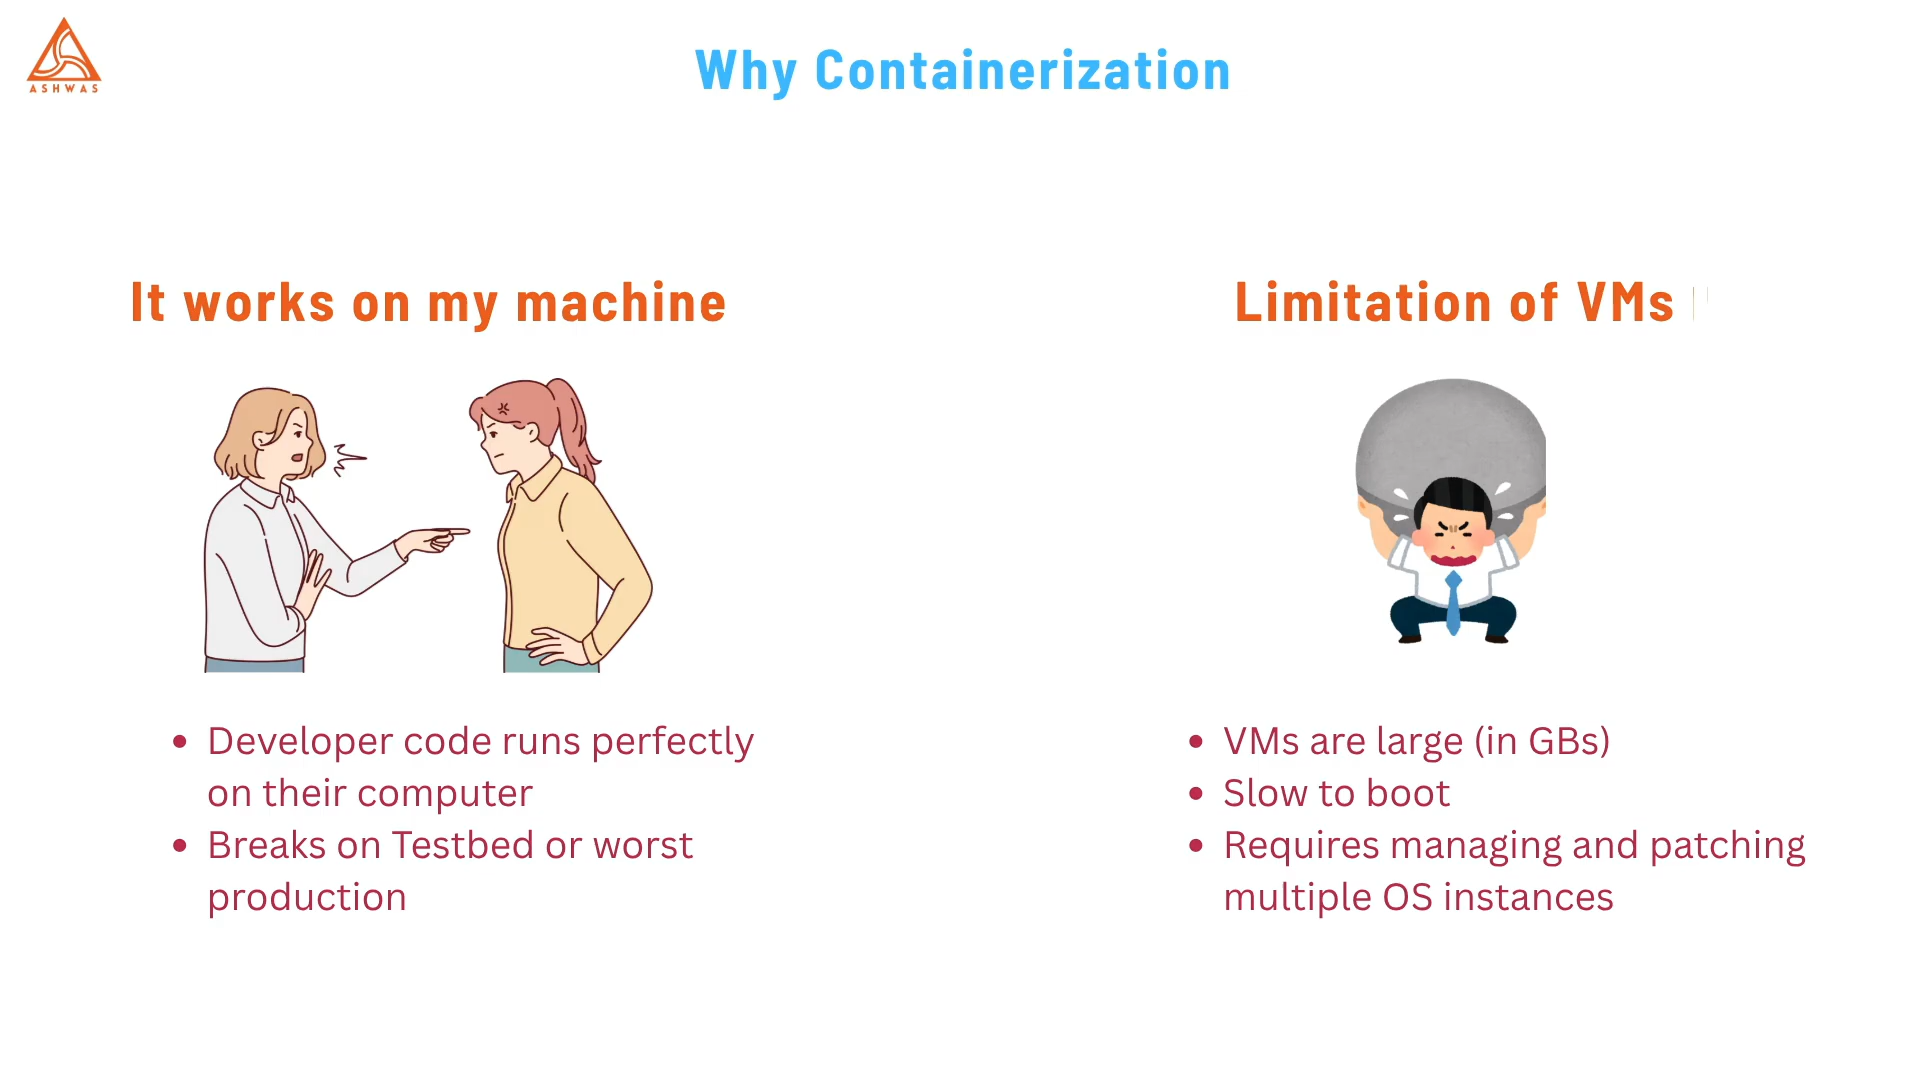 ASHWAS
Why Containerization
It works on my machine
Developer code runs perfectly
on their computer
Breaks on Testbed or worst
production
Limitation of VMs
VMs are large (in GBs)
Slow to boot
Requires managing and patching
multiple OS instances